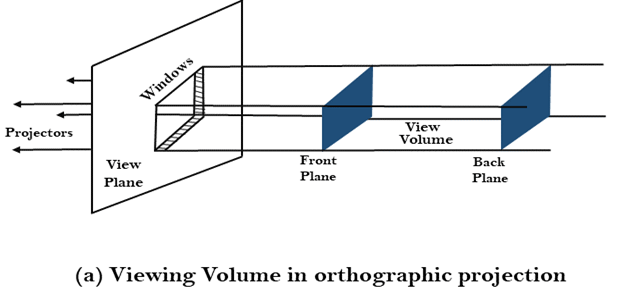 Windows
Projectors
View
Plane
Front
Plane
View
Volume
Back
Plane
(a) Viewing Volume in orthographic projection